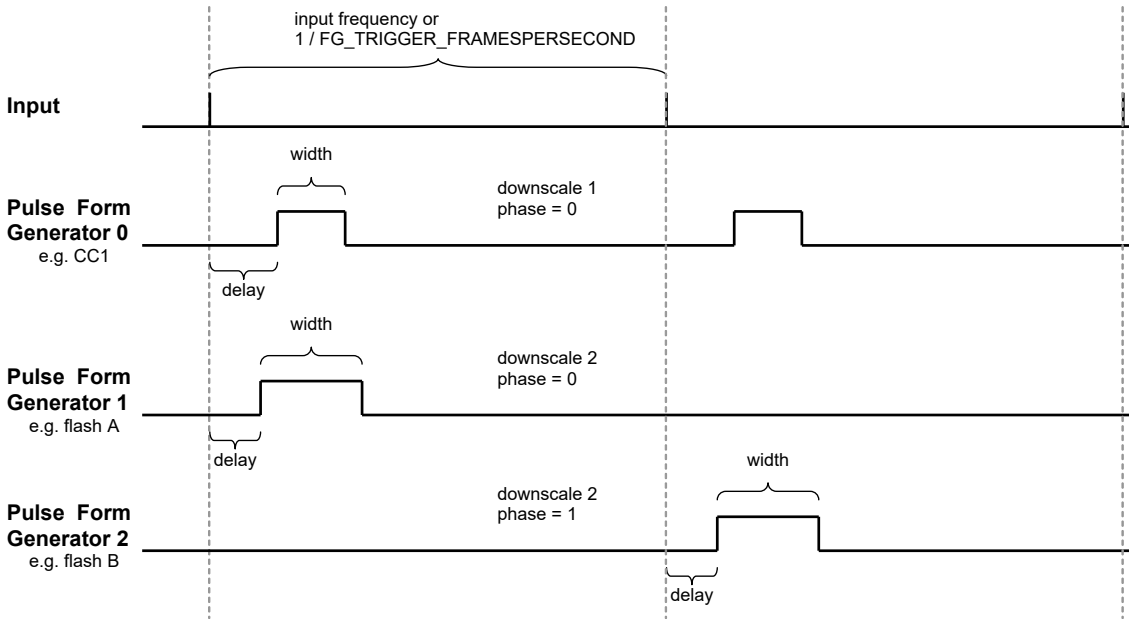 input frequency or
1 / FG_TRIGGER_FRAMESPERSECOND
Input
width
downscale 1
phase = 0
Pulse Form
Generator 0
e.g. CC1
delay
width
downscale 2
phase = 0
Pulse Form
Generator 1
e.g. flash A
delay
width
downscale 2
phase = 1
Pulse Form
Generator 2
e.g. flash B
delay